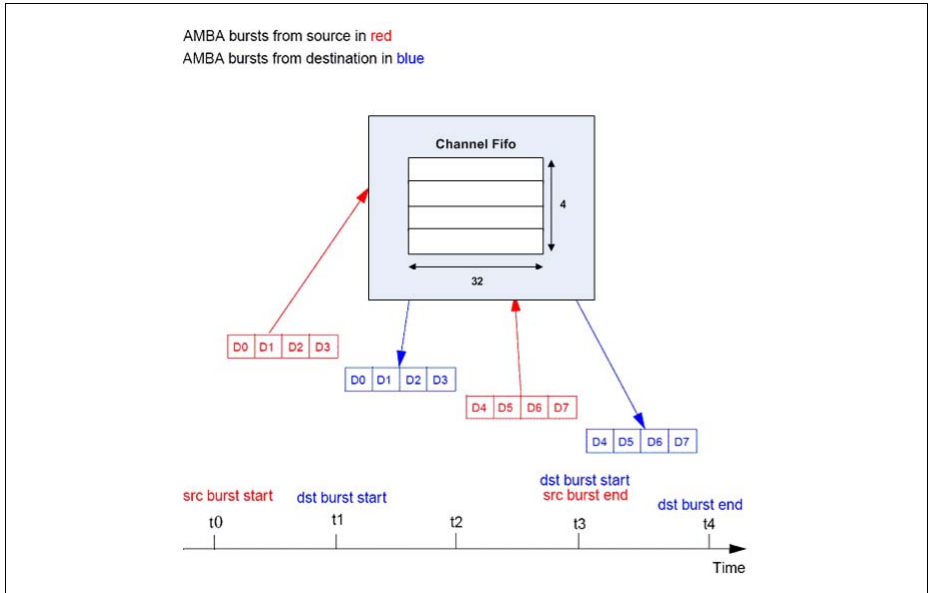 AMBA bursts from source in red
AMBA bursts from destination in blue
Channel Fifo
4
32
D0 D1 D2 D3
D0 D1 D2 D3
D4 D5 D6 D7
D4 D5 D6 D7
src burst start
dst burst start
dst burst start
src burst end
dst burst end
t0
t1
t2
t3
t4
Time